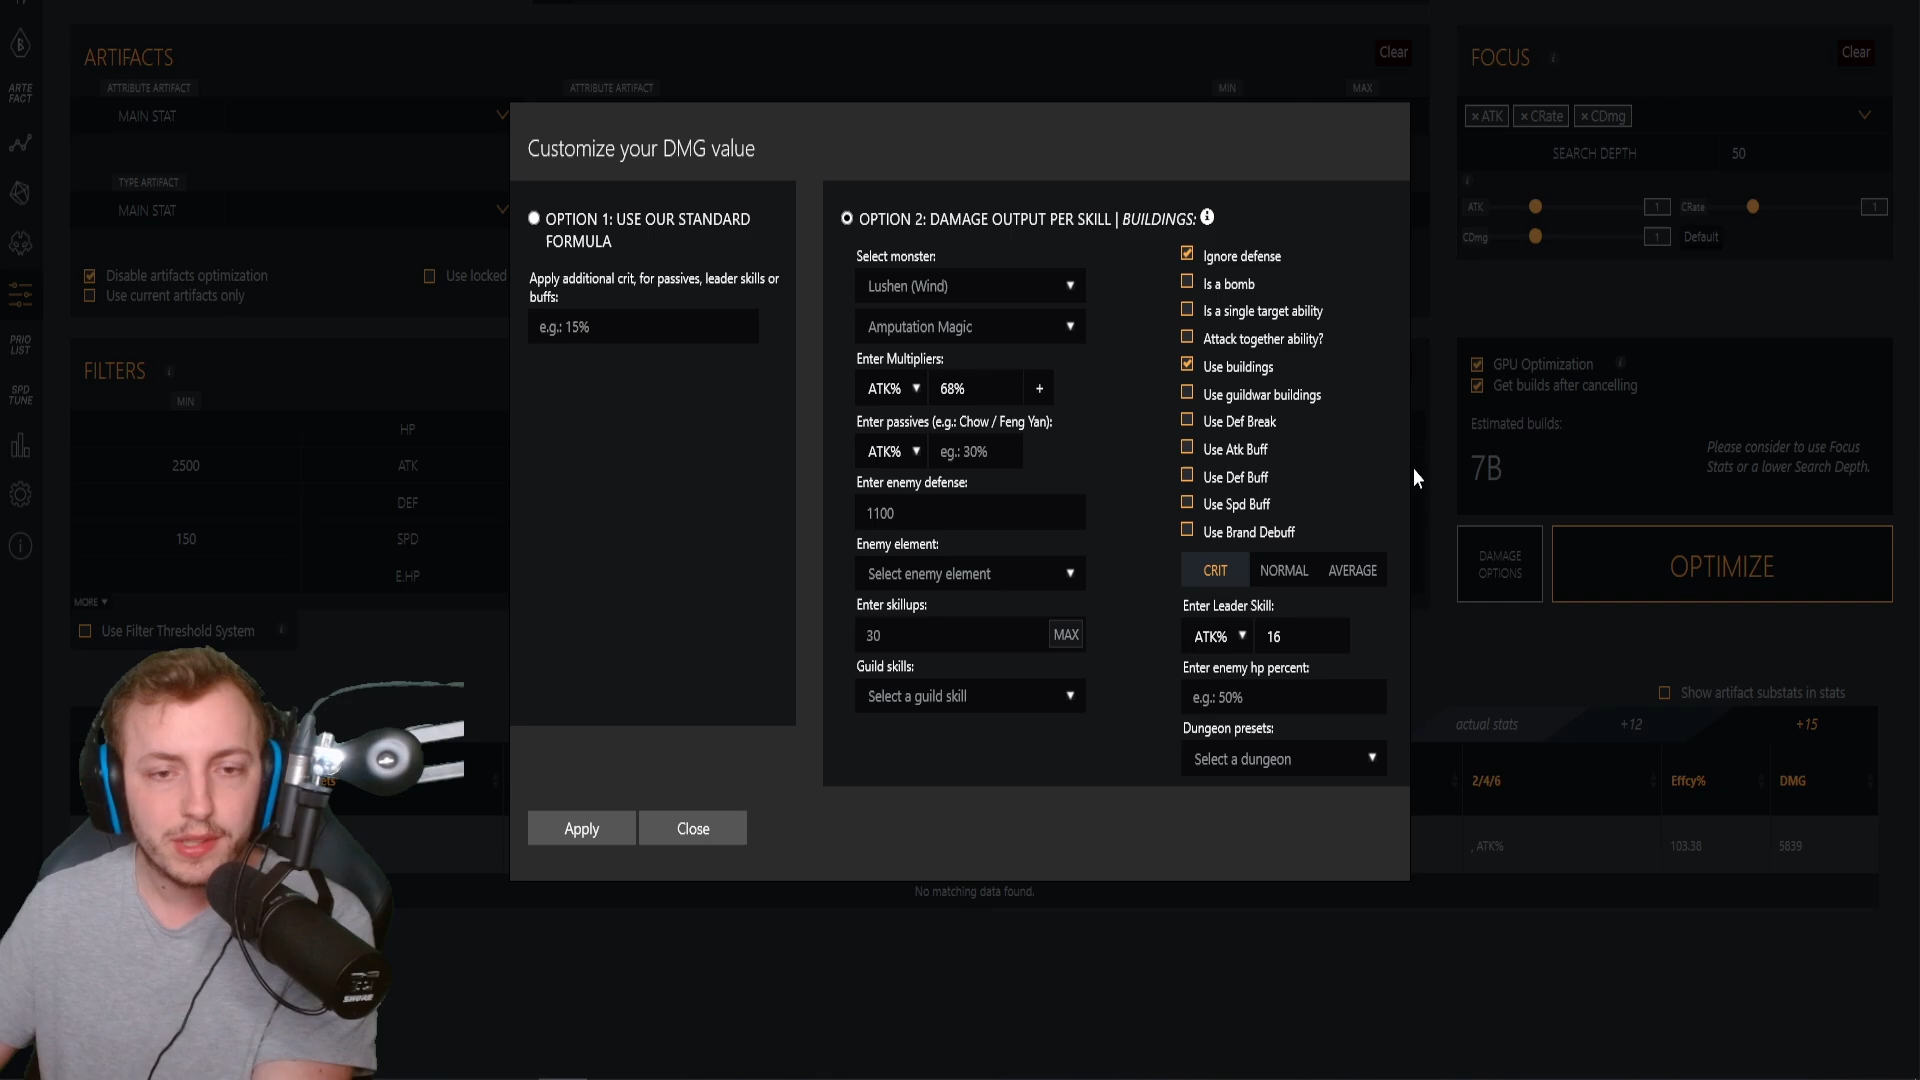 ARTIFACTS
Clear
ATTRIBUTE ARTIFACT
ATTRIBUTE ARTIFACT
MIN
MAX
MAIN STAT
TYPE ARTIFACT
MAIN STAT
Disable artifacts optimization
Use locked
Use current artifacts only
ARTE
FACT
PRIO
LIST
SPD
TUNE
FILTERS
MIN
HP
2500
ATK
DEF
150
SPD
E.HP
MORE
Use Filter Threshold System
Customize your DMG value
OPTION 1: USE OUR STANDARD
FORMULA
Apply additional crit, for passives, leader skills or
buffs:
e.g.: 15%
OPTION 2: DAMAGE OUTPUT PER SKILL | BUILDINGS:
Select monster:
Lushen (Wind)
Amputation Magic
Enter Multipliers:
ATK% 68% +
Enter passives (e.g.: Chow / Feng Yan):
ATK% eg.: 30%
Enter enemy defense:
1100
Enemy element:
Select enemy element
Enter skillups:
30 MAX
Guild skills:
Select a guild skill
Ignore defense
Is a bomb
Is a single target ability
Attack together ability?
Use buildings
Use guildwar buildings
Use Def Break
Use Atk Buff
Use Def Buff
Use Spd Buff
Use Brand Debuff
CRIT NORMAL AVERAGE
Enter Leader Skill:
ATK% 16
Enter enemy hp percent:
e.g.: 50%
Dungeon presets:
Select a dungeon
Apply Close
No matching data found.
FOCUS
Clear
× ATK × CRate × CDmg
SEARCH DEPTH 50
ATK 1 CRate 1
CDmg 1 Default
GPU Optimization
Get builds after cancelling
Estimated builds:
7B
Please consider to use Focus
Stats or a lower Search Depth.
DAMAGE
OPTIONS
OPTIMIZE
Show artifact substats in stats
actual stats +12 +15
2/4/6 Effcy% DMG
, ATK% 103.38 5839
SHURE